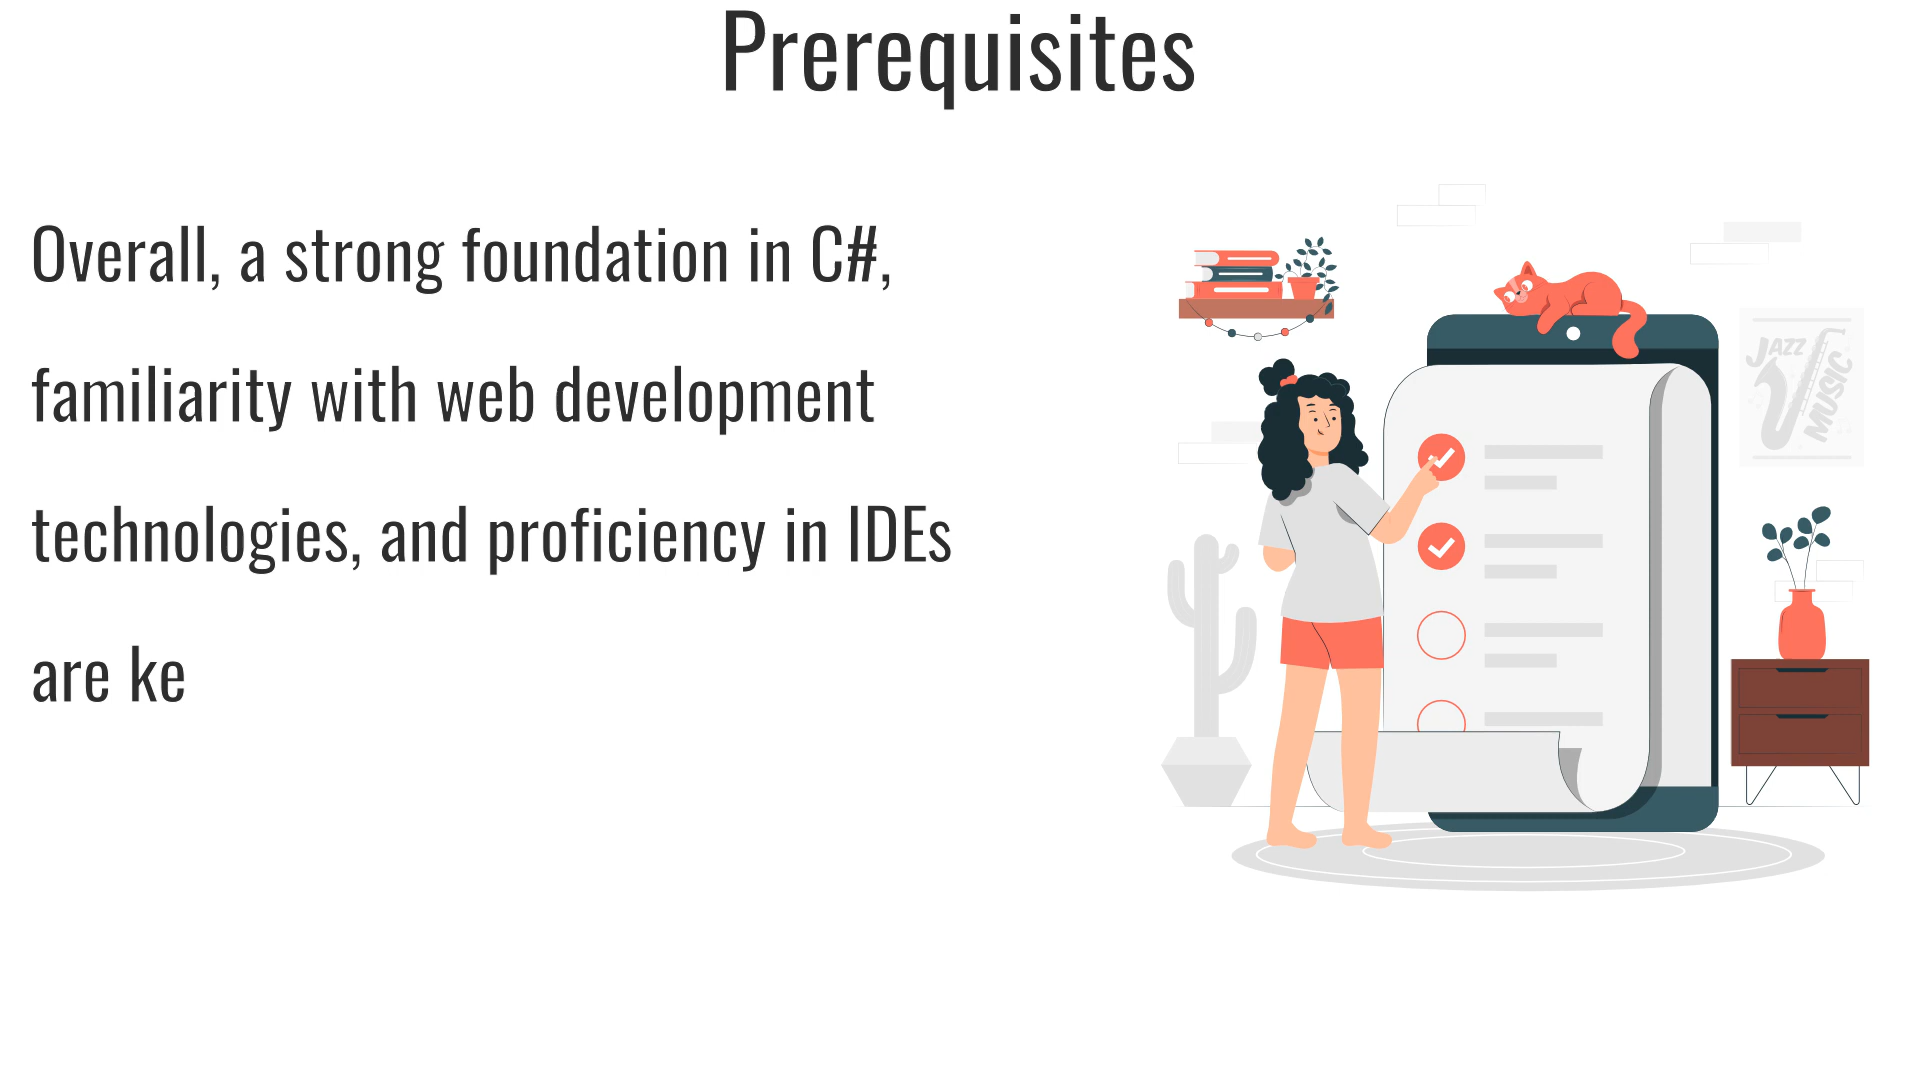 Prerequisites
Overall, a strong foundation in C#,
familiarity with web development
technologies, and proficiency in IDEs
are ke
JAZZ
MUSIC